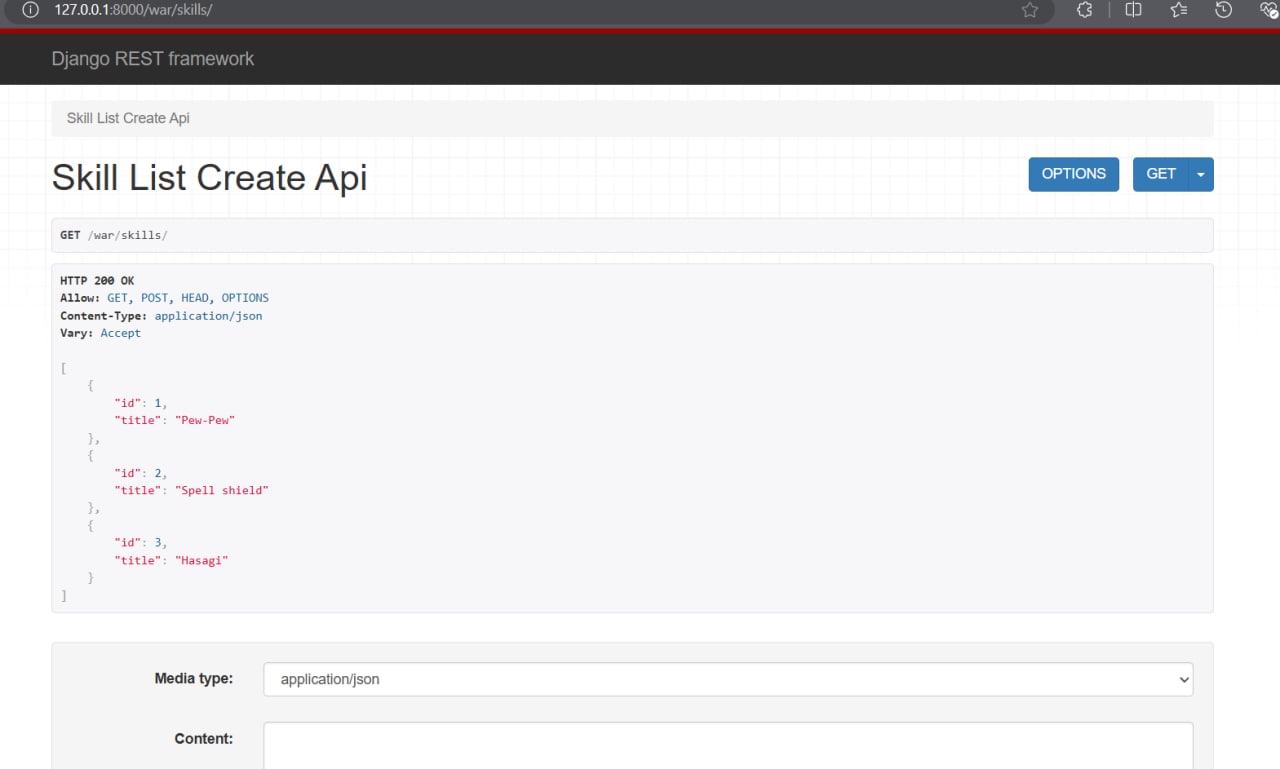 127.0.0.1:8000/war/skills/
Django REST framework
Skill List Create Api
Skill List Create Api
OPTIONS
GET
GET /war/skills/
HTTP 200 OK
Allow: GET, POST, HEAD, OPTIONS
Content-Type: application/json
Vary: Accept
[
    {
        "id": 1,
        "title": "Pew-Pew"
    },
    {
        "id": 2,
        "title": "Spell shield"
    },
    {
        "id": 3,
        "title": "Hasagi"
    }
]
Media type:
application/json
Content: